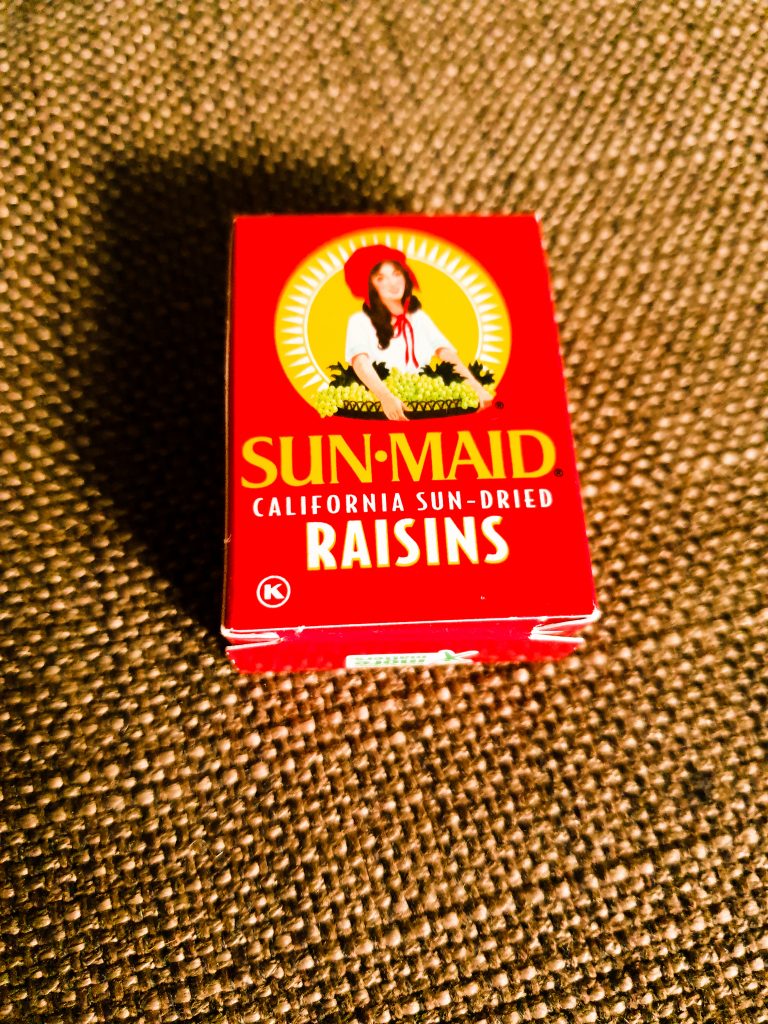 SUN•MAID®
CALIFORNIA SUN-DRIED
RAISINS
K